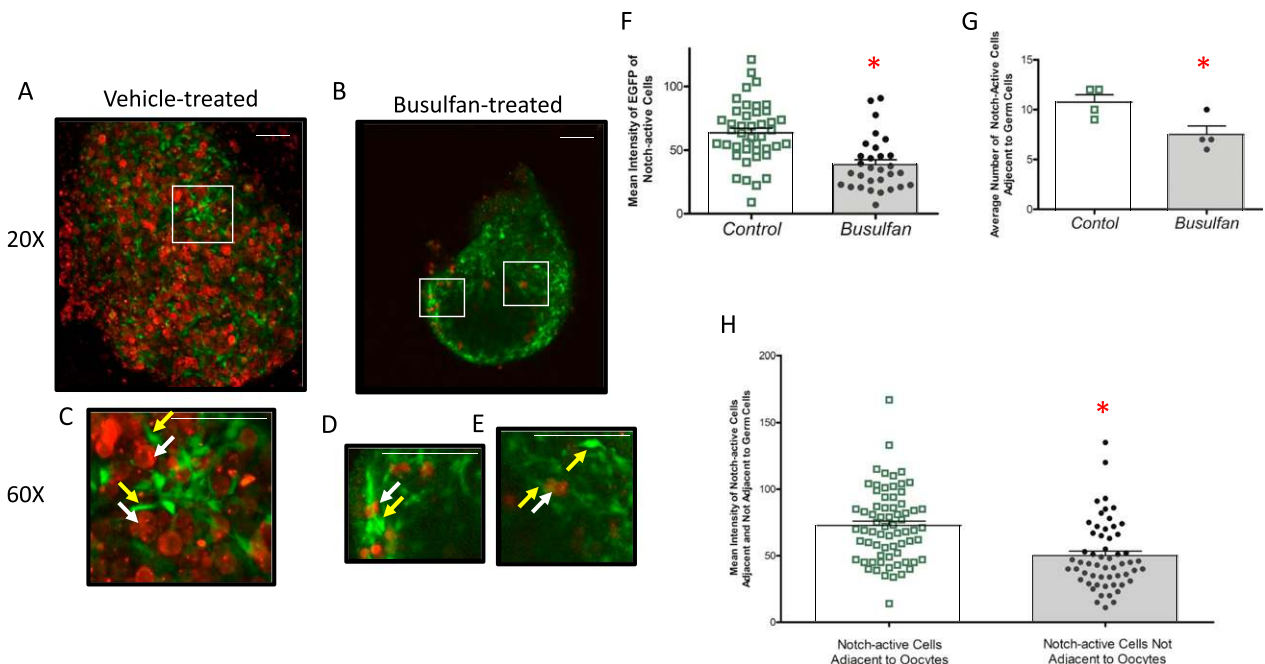 A
Vehicle-treated
B
Busulfan-treated
20X
C
D
E
60X
F
Mean Intensity of EGFP of
Notch-active Cells
100
50
0
Control
Busulfan
*
G
Average Number of Notch-Active Cells
Adjecent to Germ Cells
15
10
5
0
Contol
Busulfan
*
H
Mean Intensity of Notch-active Cells
Adjacent and Not Adjacent to Germ Cells
200
150
100
50
0
*
Notch-active Cells
Adjacent to Oocytes
Notch-active Cells Not
Adjacent to Oocytes